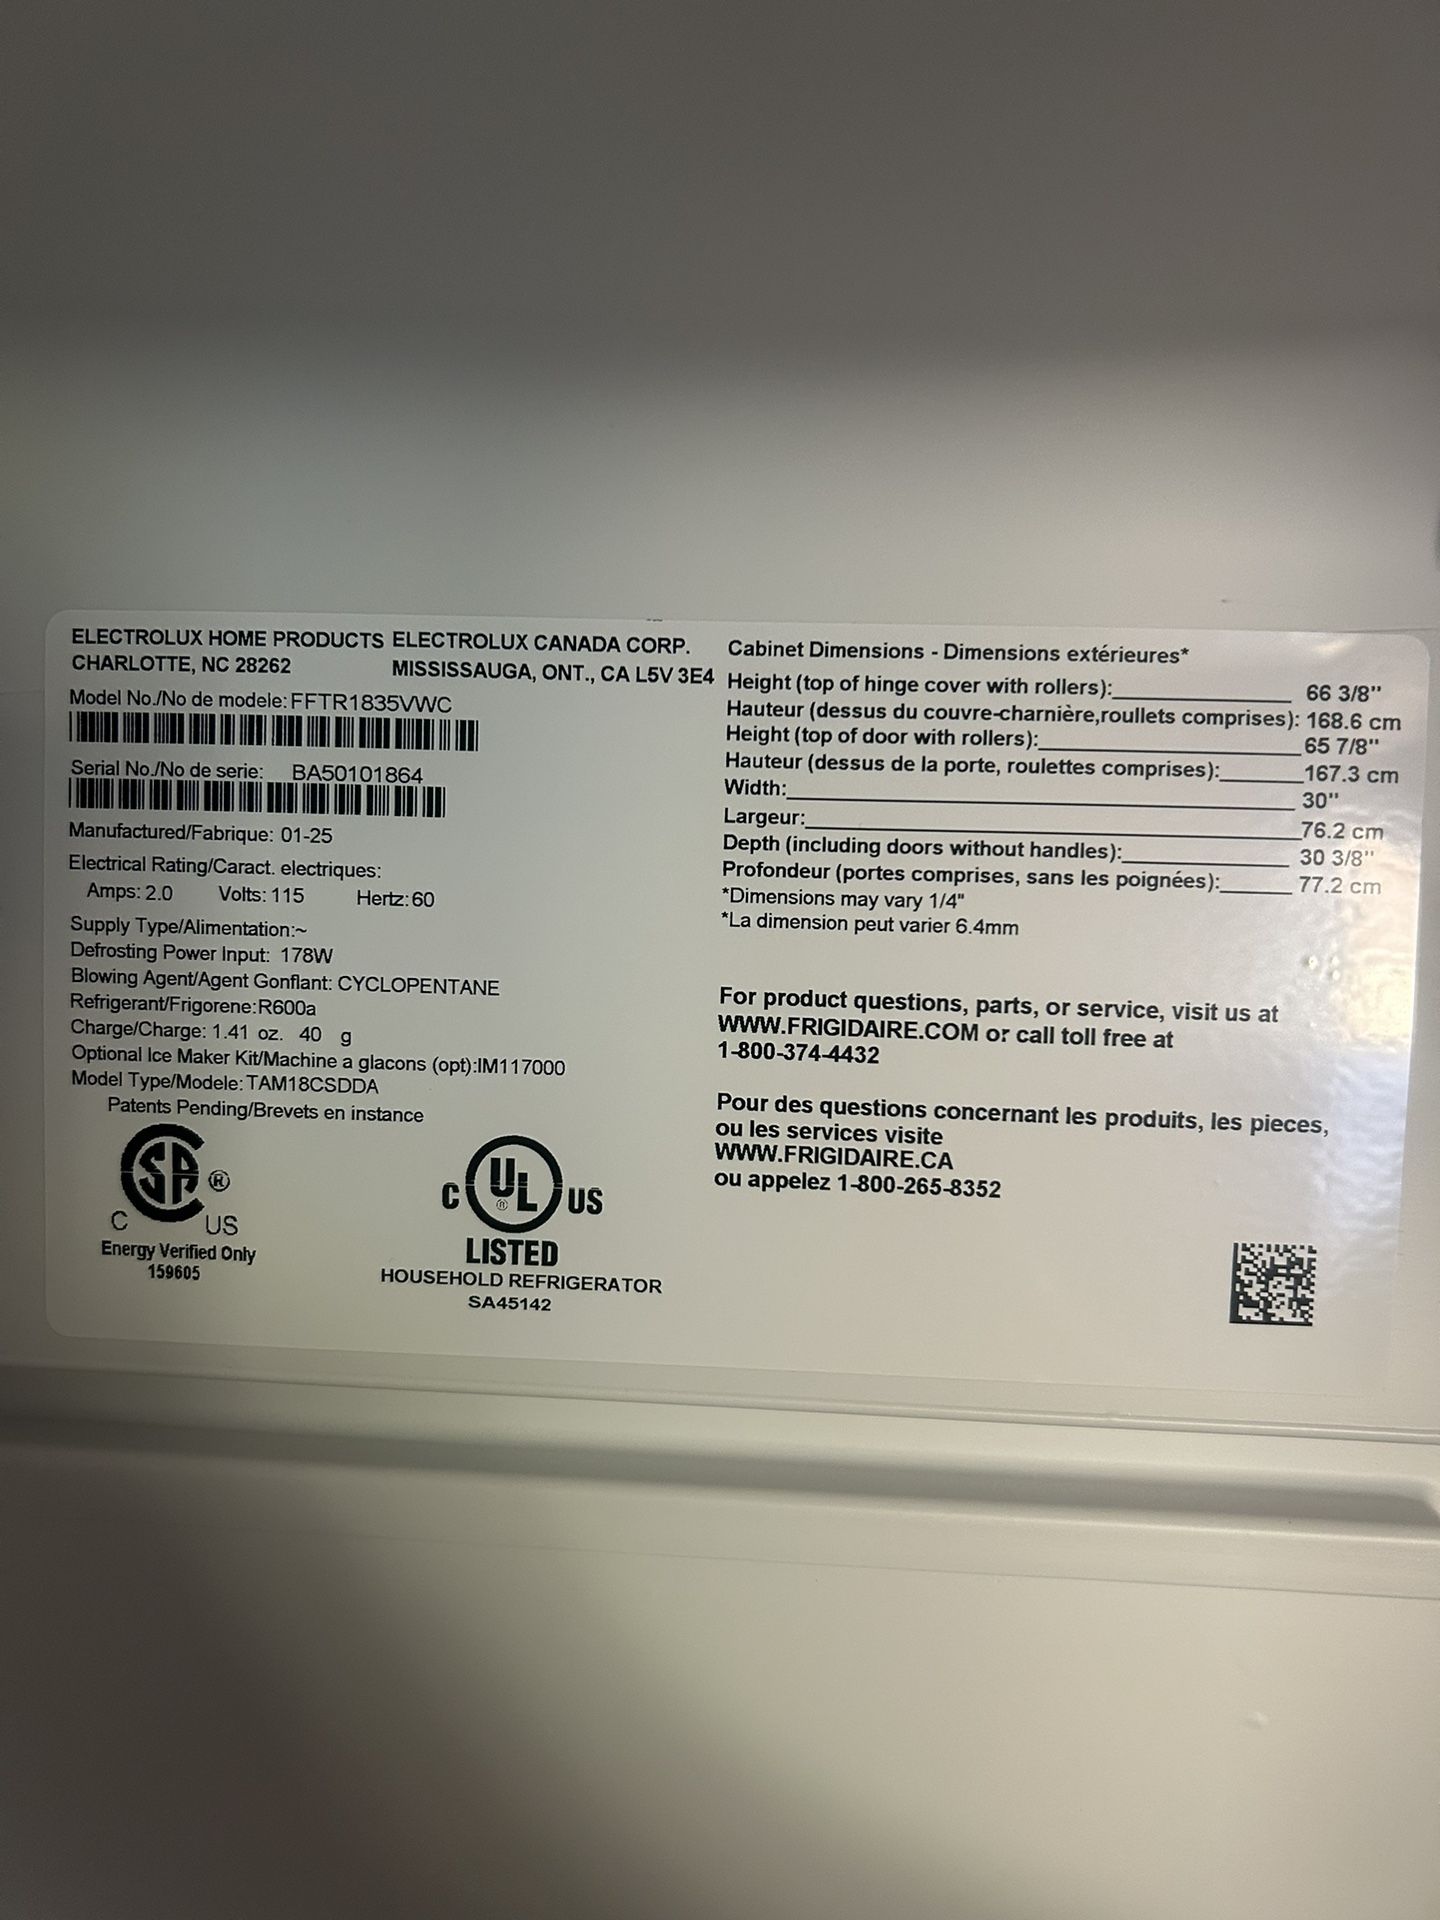 ELECTROLUX HOME PRODUCTS ELECTROLUX CANADA CORP.
CHARLOTTE, NC 28262 MISSISSAUGA, ONT., CA L5V 3E4
Model No./No de modele: FFTR1835VWC
Serial No./No de serie: BA50101864
Manufactured/Fabrique: 01-25
Electrical Rating/Caract. electriques:
Amps: 2.0 Volts: 115 Hertz: 60
Supply Type/Alimentation:~
Defrosting Power Input: 178W
Blowing Agent/Agent Gonflant: CYCLOPENTANE
Refrigerant/Frigorene:R600a
Charge/Charge: 1.41 oz. 40 g
Optional Ice Maker Kit/Machine a glacons (opt):IM117000
Model Type/Modele: TAM18CSDDA
Patents Pending/Brevets en instance
SA ®
C US
Energy Verified Only
159605
C UL ® US
LISTED
HOUSEHOLD REFRIGERATOR
SA45142
Cabinet Dimensions - Dimensions extérieures*
Height (top of hinge cover with rollers):_______________ 66 3/8"
Hauteur (dessus du couvre-charnière,roullets comprises): 168.6 cm
Height (top of door with rollers):______________________ 65 7/8"
Hauteur (dessus de la porte, roulettes comprises):_______167.3 cm
Width:___________________________________________ 30"
Largeur:__________________________________________76.2 cm
Depth (including doors without handles):______________ 30 3/8"
Profondeur (portes comprises, sans les poignées):______ 77.2 cm
*Dimensions may vary 1/4"
*La dimension peut varier 6.4mm
For product questions, parts, or service, visit us at
WWW.FRIGIDAIRE.COM or call toll free at
1-800-374-4432
Pour des questions concernant les produits, les pieces,
ou les services visite
WWW.FRIGIDAIRE.CA
ou appelez 1-800-265-8352